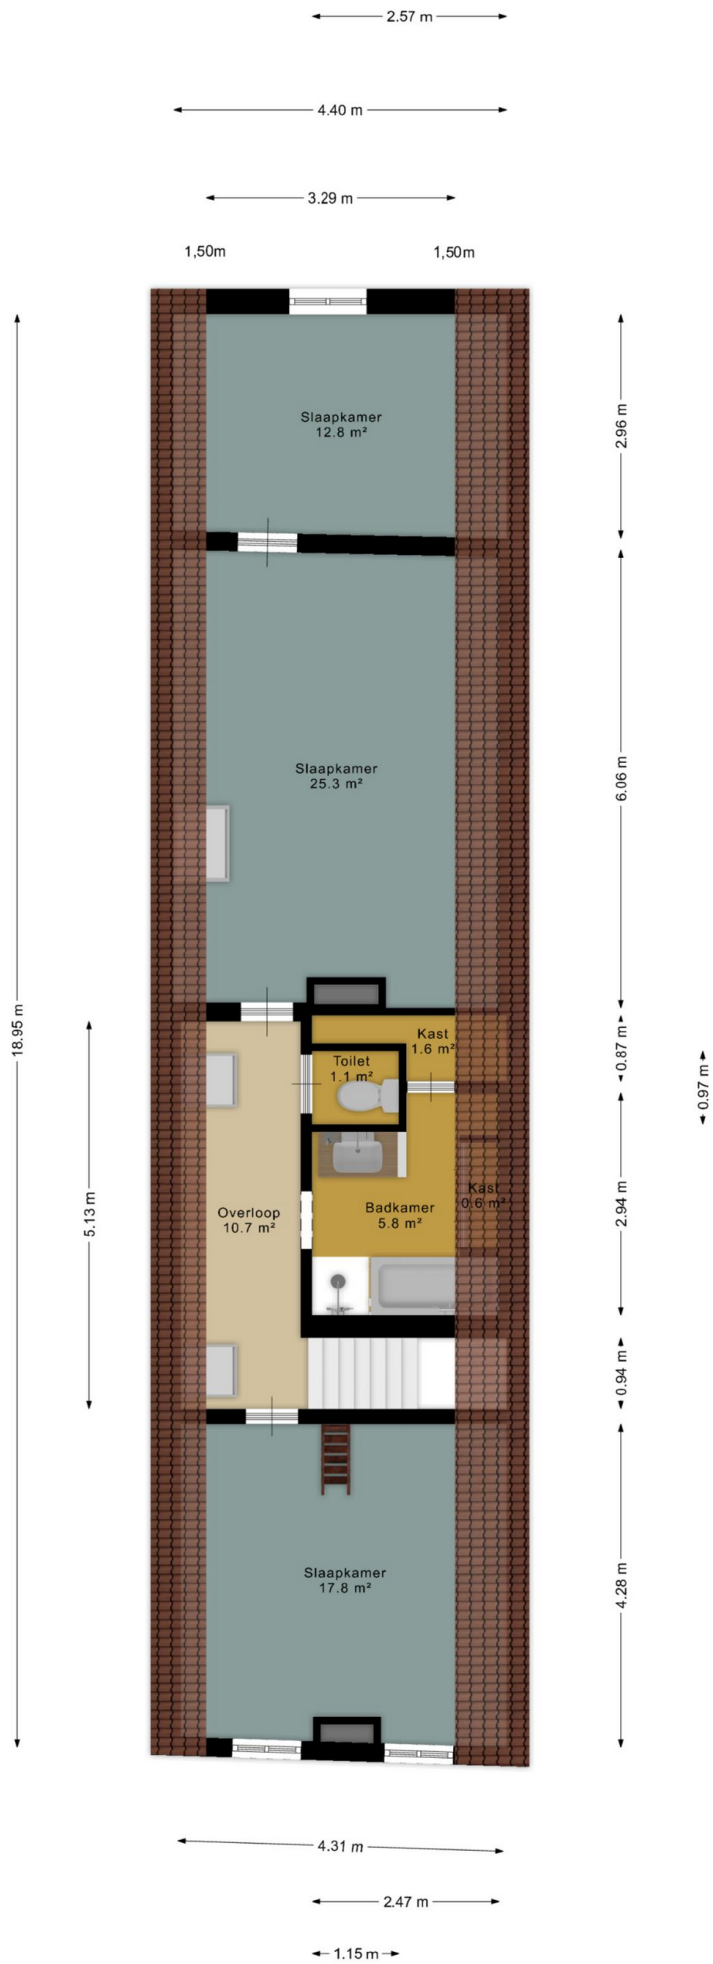 2.57 m
4.40 m
3.29 m
1,50m
1,50m
Slaapkamer
12.8 m²
2.96 m
Slaapkamer
25.3 m²
6.06 m
18.95 m
Kast
1.6 m²
0.87 m
Toilet
1.1 m²
0.97 m
5.13 m
Overloop
10.7 m²
Badkamer
5.8 m²
Kast
0.6 m²
2.94 m
0.94 m
Slaapkamer
17.8 m²
4.28 m
4.31 m
2.47 m
1.15 m